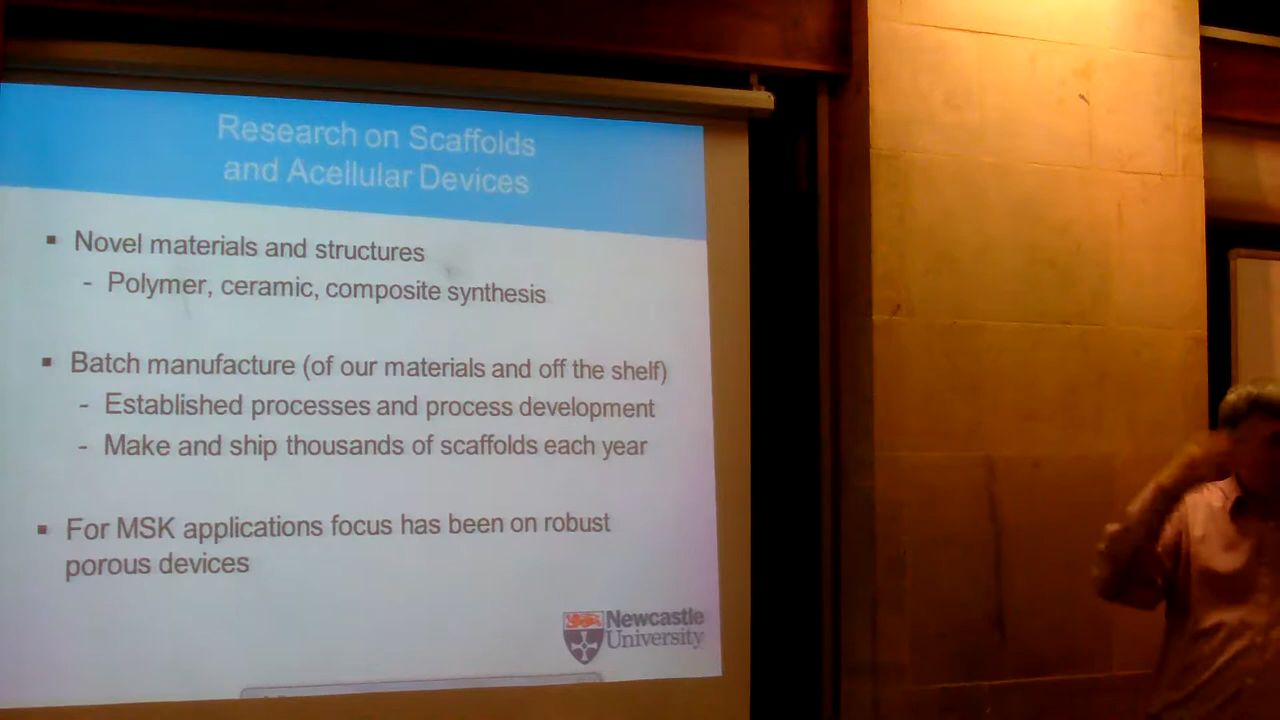 Research on Scaffolds
and Acellular Devices
▪ Novel materials and structures
- Polymer, ceramic, composite synthesis
▪ Batch manufacture (of our materials and off the shelf)
- Established processes and process development
- Make and ship thousands of scaffolds each year
▪ For MSK applications focus has been on robust
porous devices
Newcastle
University